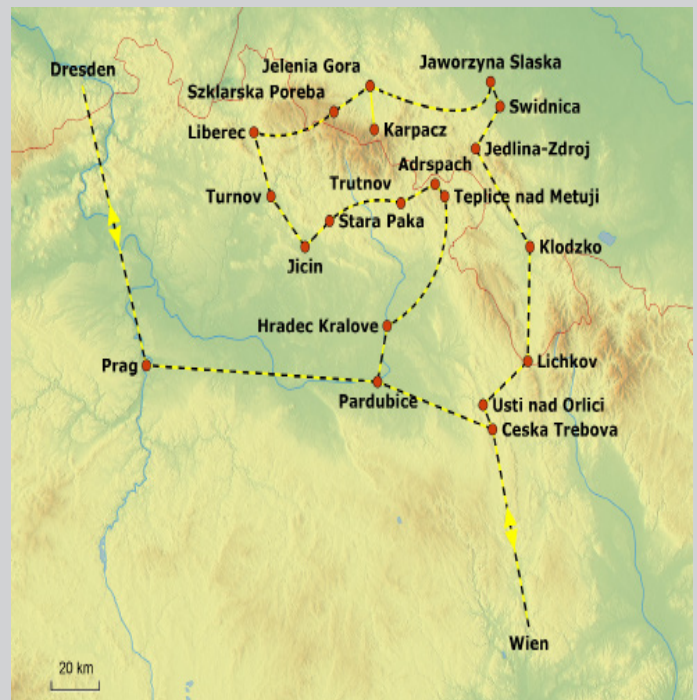 Jaworzyna Slaska
Jelenia Gora
Dresden
Szklarska Poreba
Swidnica
Liberec
Karpacz
Jedlina-Zdroj
Adrspach
Trutnov
Turnov
Teplice nad Metuji
Stara Paka
Klodzko
Jicin
Hradec Kralove
Lichkov
Prag
Pardubice
Usti nad Orlici
Ceska Trebova
Wien
20 km